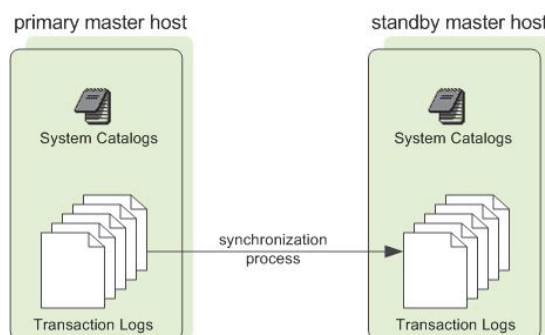 primary master host
standby master host
System Catalogs
System Catalogs
synchronization
process
Transaction Logs
Transaction Logs